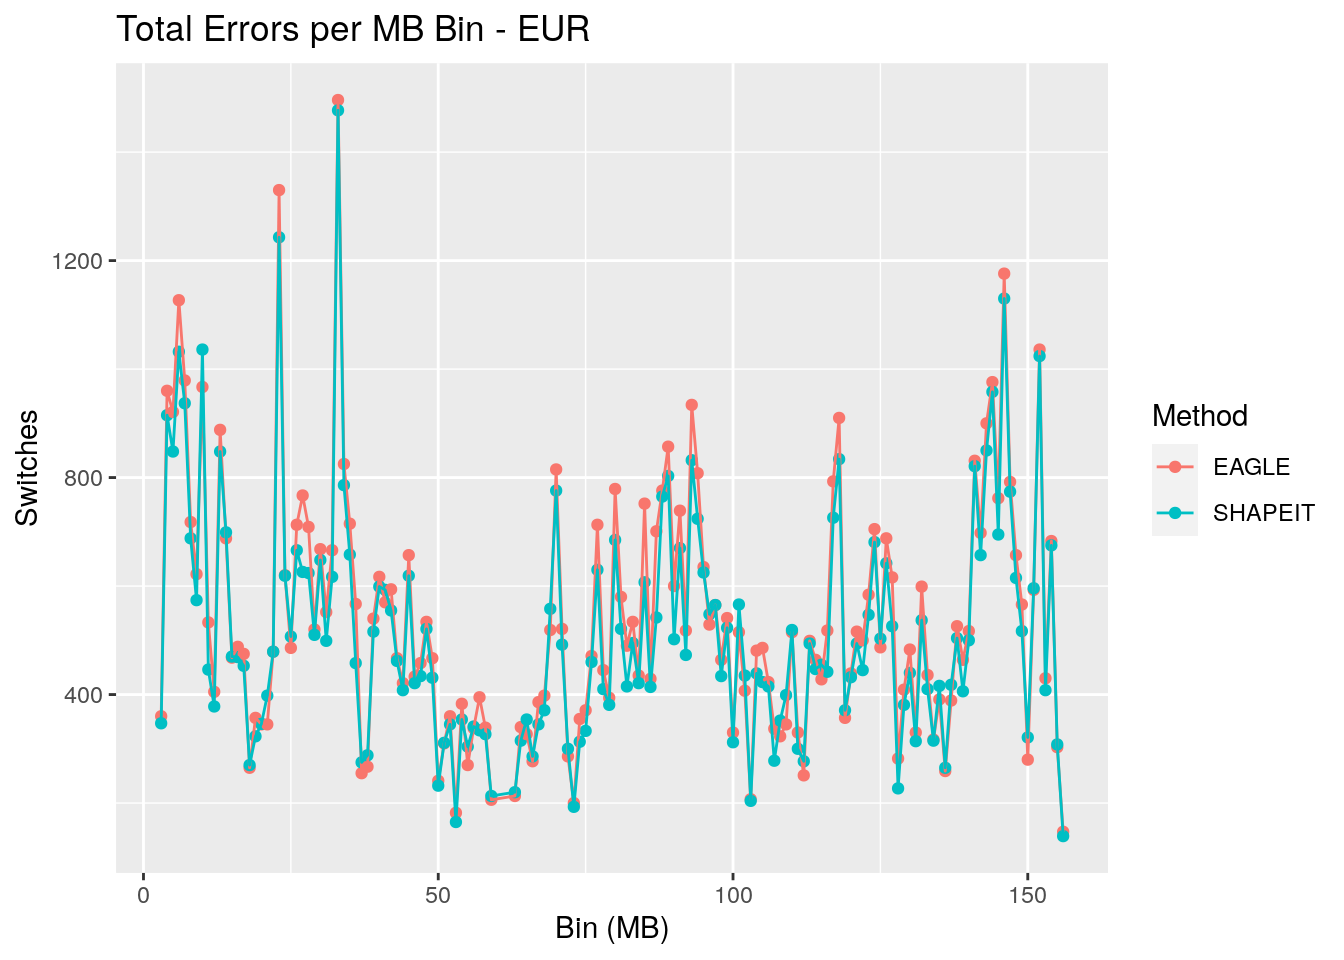 Total Errors per MB Bin - EUR
Switches
1200
800
400
0
50
100
150
Bin (MB)
Method
EAGLE
SHAPEIT